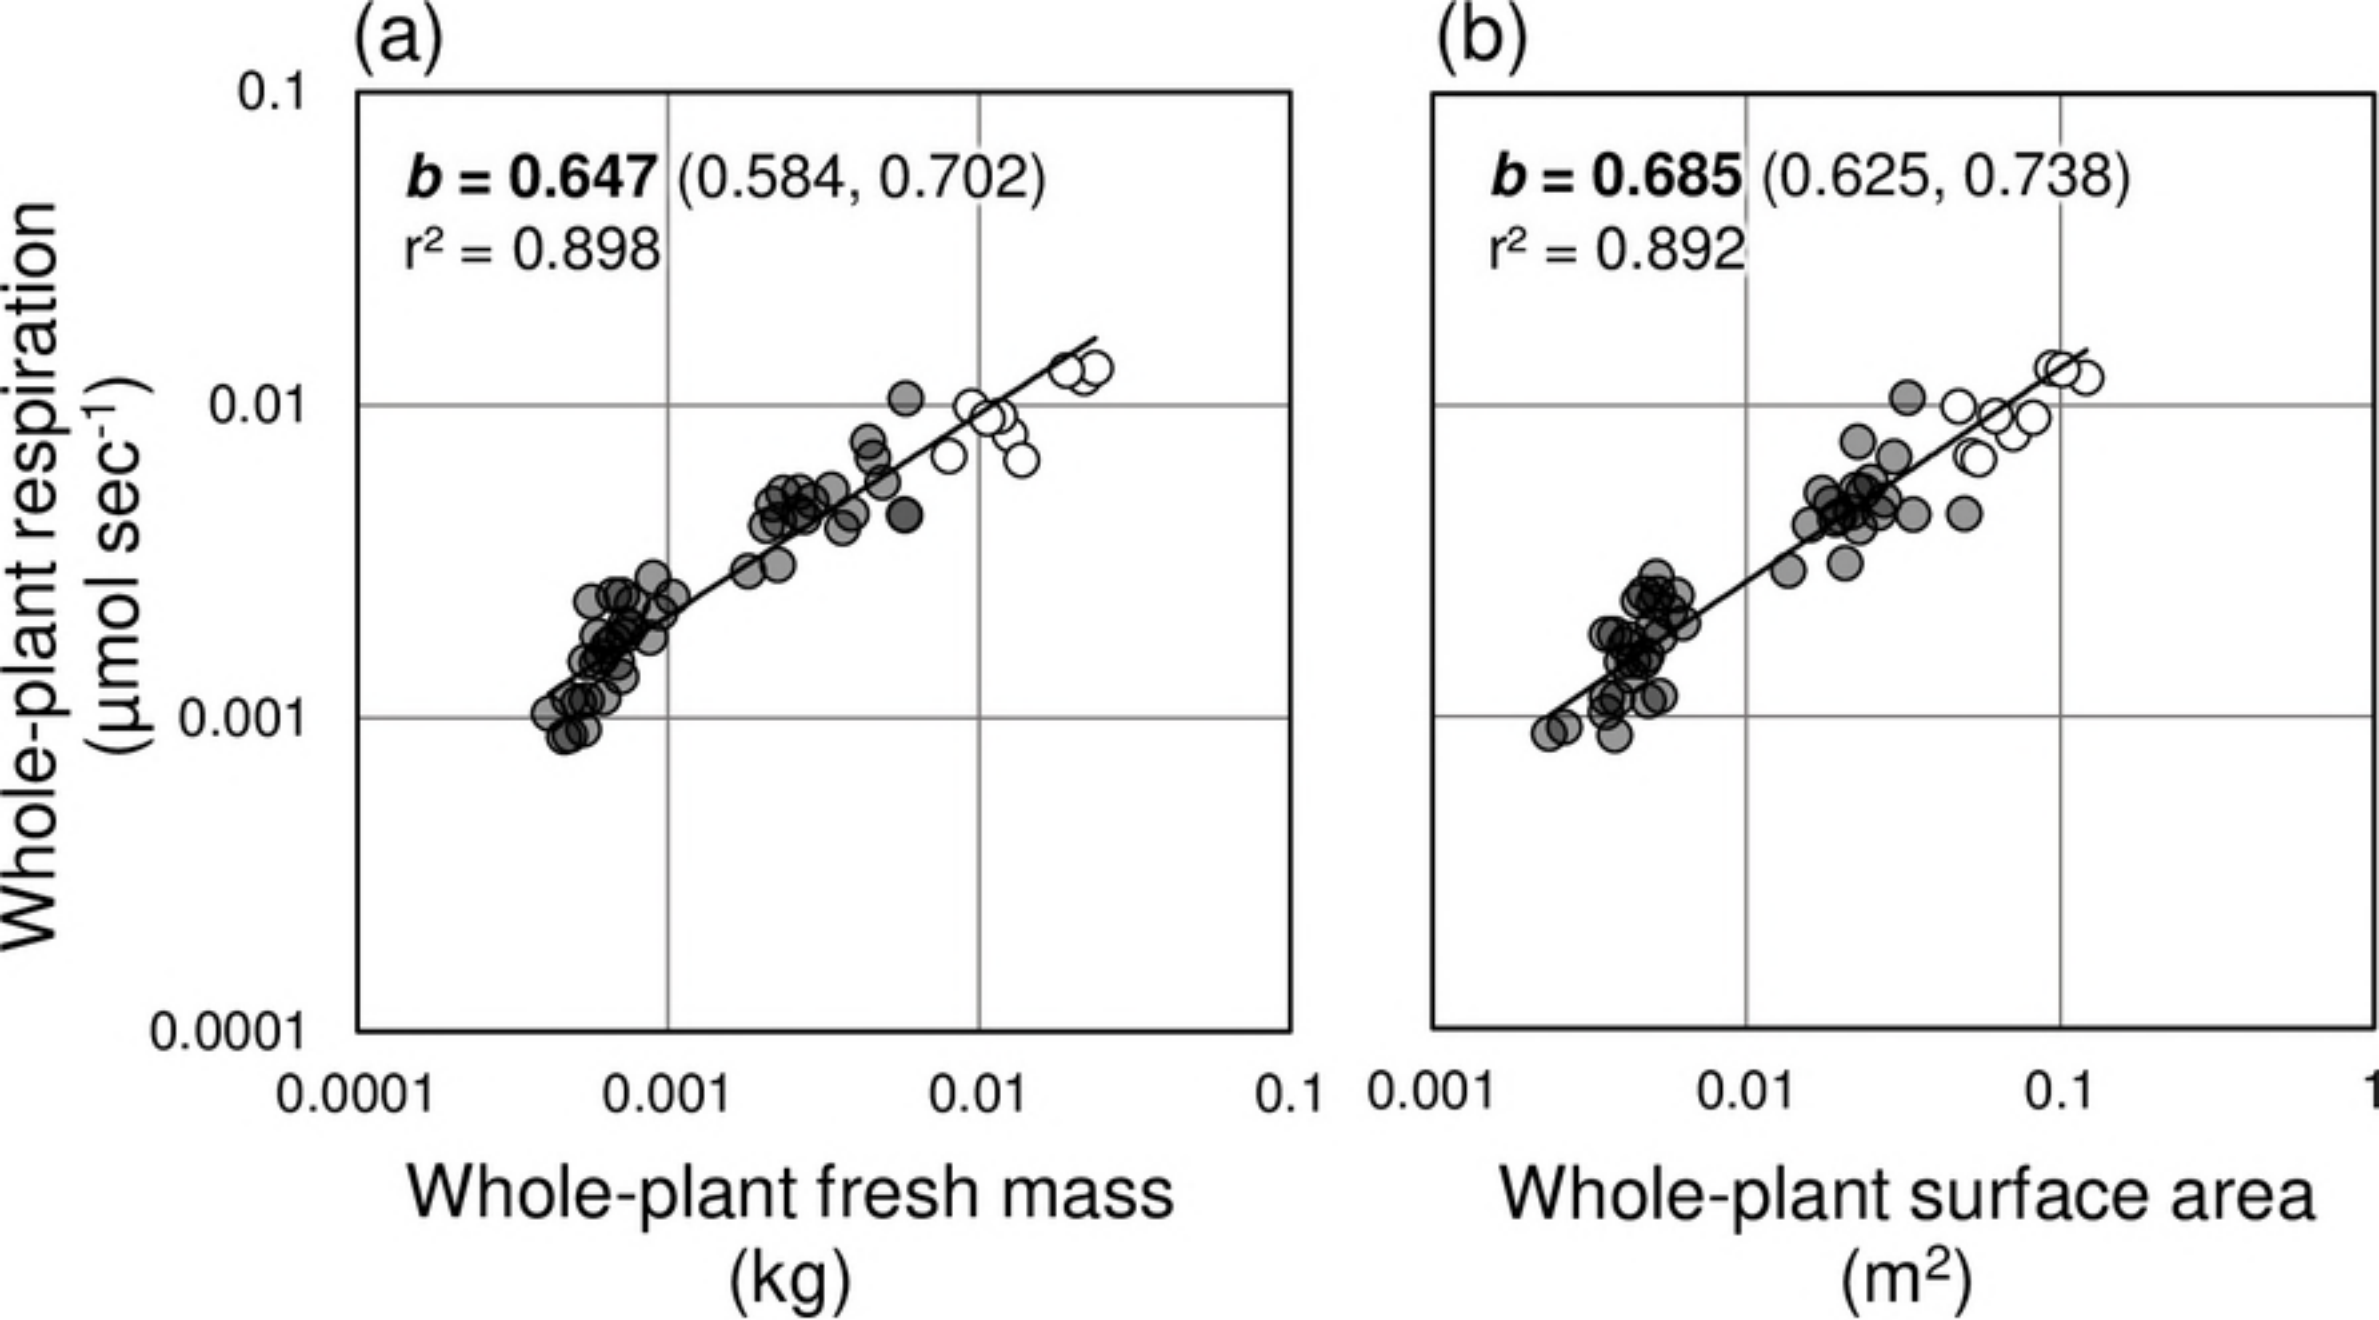 (a)
(b)
Whole-plant respiration
(µmol sec-1)
0.1
0.01
0.001
0.0001
b = 0.647 (0.584, 0.702)
r² = 0.898
b = 0.685 (0.625, 0.738)
r² = 0.892
0.0001 0.001 0.01 0.1
0.001 0.01 0.1 1
Whole-plant fresh mass
(kg)
Whole-plant surface area
(m²)